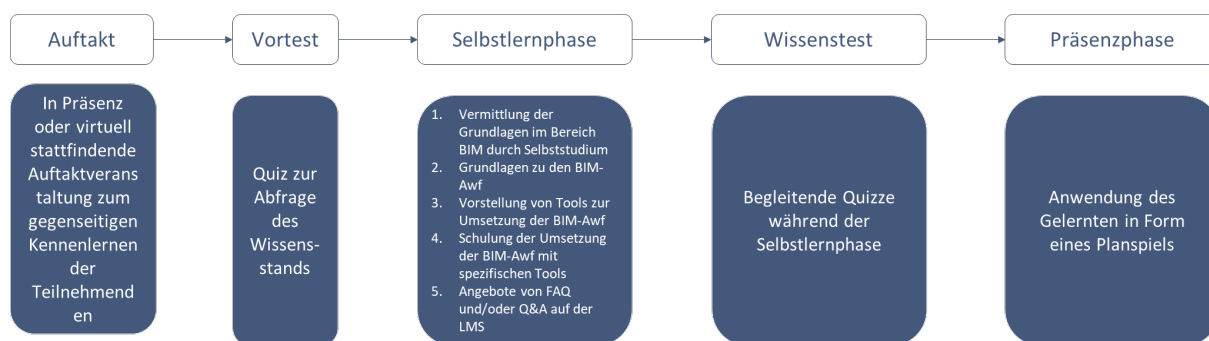 Auftakt
Vortest
Selbstlernphase
Wissenstest
Präsenzphase
In Präsenz
oder virtuell
stattfindende
Auftaktverans
taltung zum
gegenseitigen
Kennenlernen
der
Teilnehmend
en
Quiz zur
Abfrage
des
Wissens-
stands
1. Vermittlung der
Grundlagen im Bereich
BIM durch Selbststudium
2. Grundlagen zu den BIM-
Awf
3. Vorstellung von Tools zur
Umsetzung der BIM-Awf
4. Schulung der Umsetzung
der BIM-Awf mit
spezifischen Tools
5. Angebote von FAQ
und/oder Q&A auf der
LMS
Begleitende Quizze
während der
Selbstlernphase
Anwendung des
Gelernten in Form
eines Planspiels